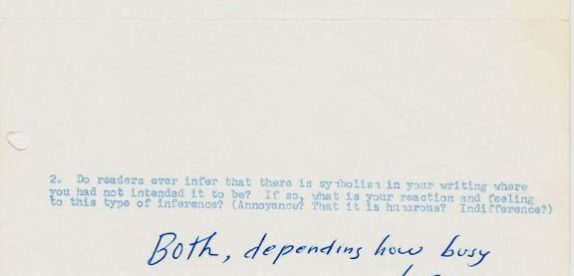 2. Do readers ever infer that there is symbolism in your writing where
you had not intended it to be? If so, what is your reaction and feeling
to this type of inference? (Annoyance? That it is humorous? Indifference?)
Both, depending how busy